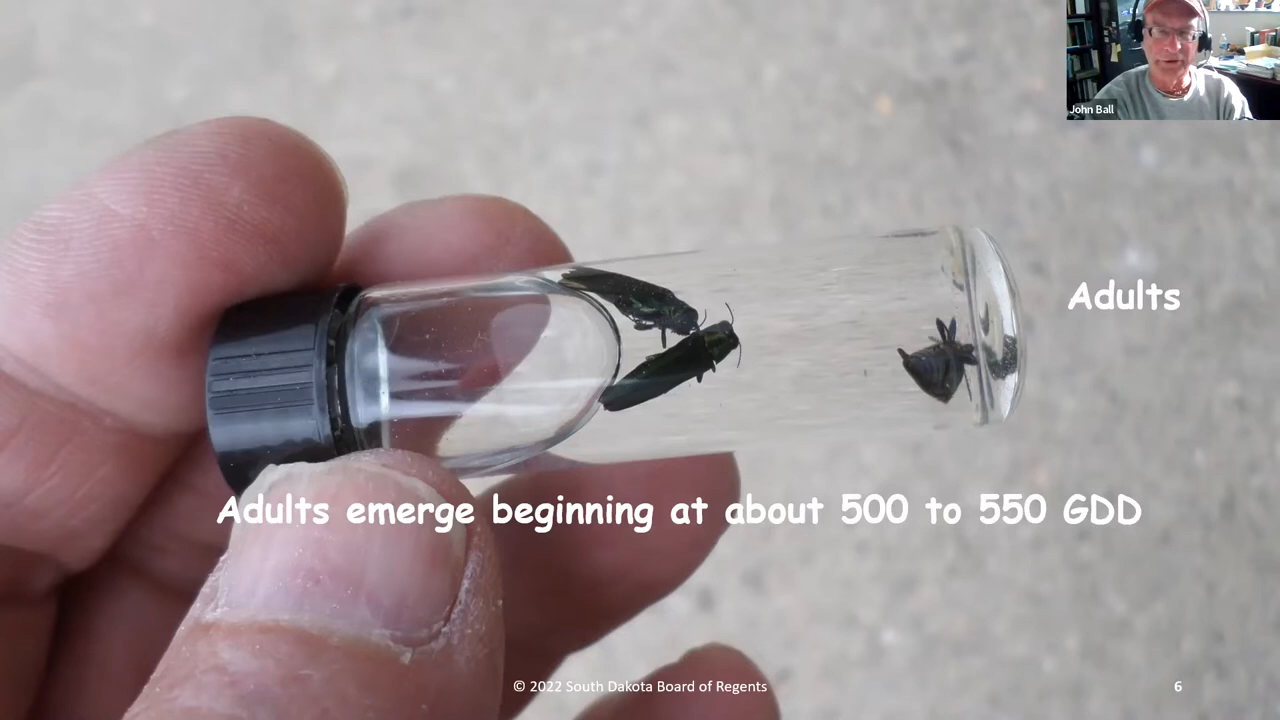 John Ball
Adults
Adults emerge beginning at about 500 to 550 GDD
© 2022 South Dakota Board of Regents
6